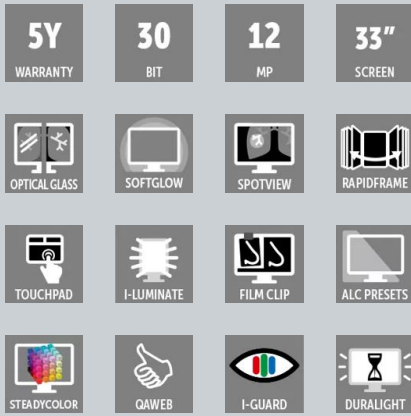 5Y
WARRANTY
30
BIT
12
MP
33"
SCREEN
OPTICAL GLASS
SOFTGLOW
SPOTVIEW
RAPIDFRAME
TOUCHPAD
I-LUMINATE
FILM CLIP
ALC PRESETS
STEADYCOLOR
QAWEB
I-GUARD
DURALIGHT